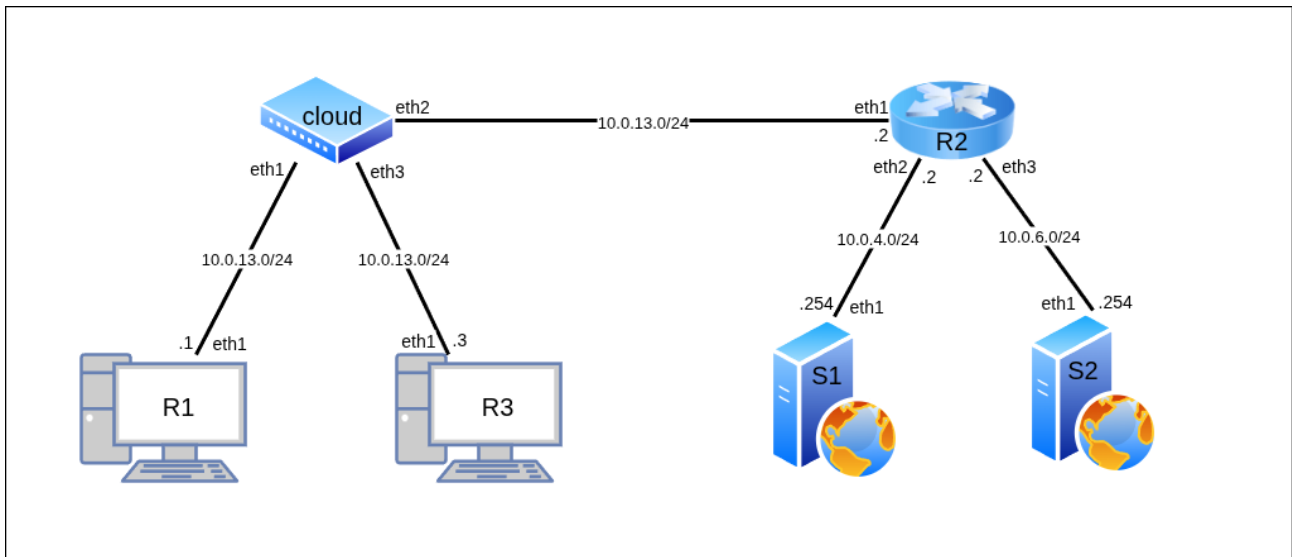 cloud
eth2
10.0.13.0/24
eth1
.2
R2
eth1
eth3
eth2
.2
.2
eth3
10.0.13.0/24
10.0.13.0/24
10.0.4.0/24
10.0.6.0/24
.1
eth1
eth1
.3
.254
eth1
eth1
.254
R1
R3
S1
S2